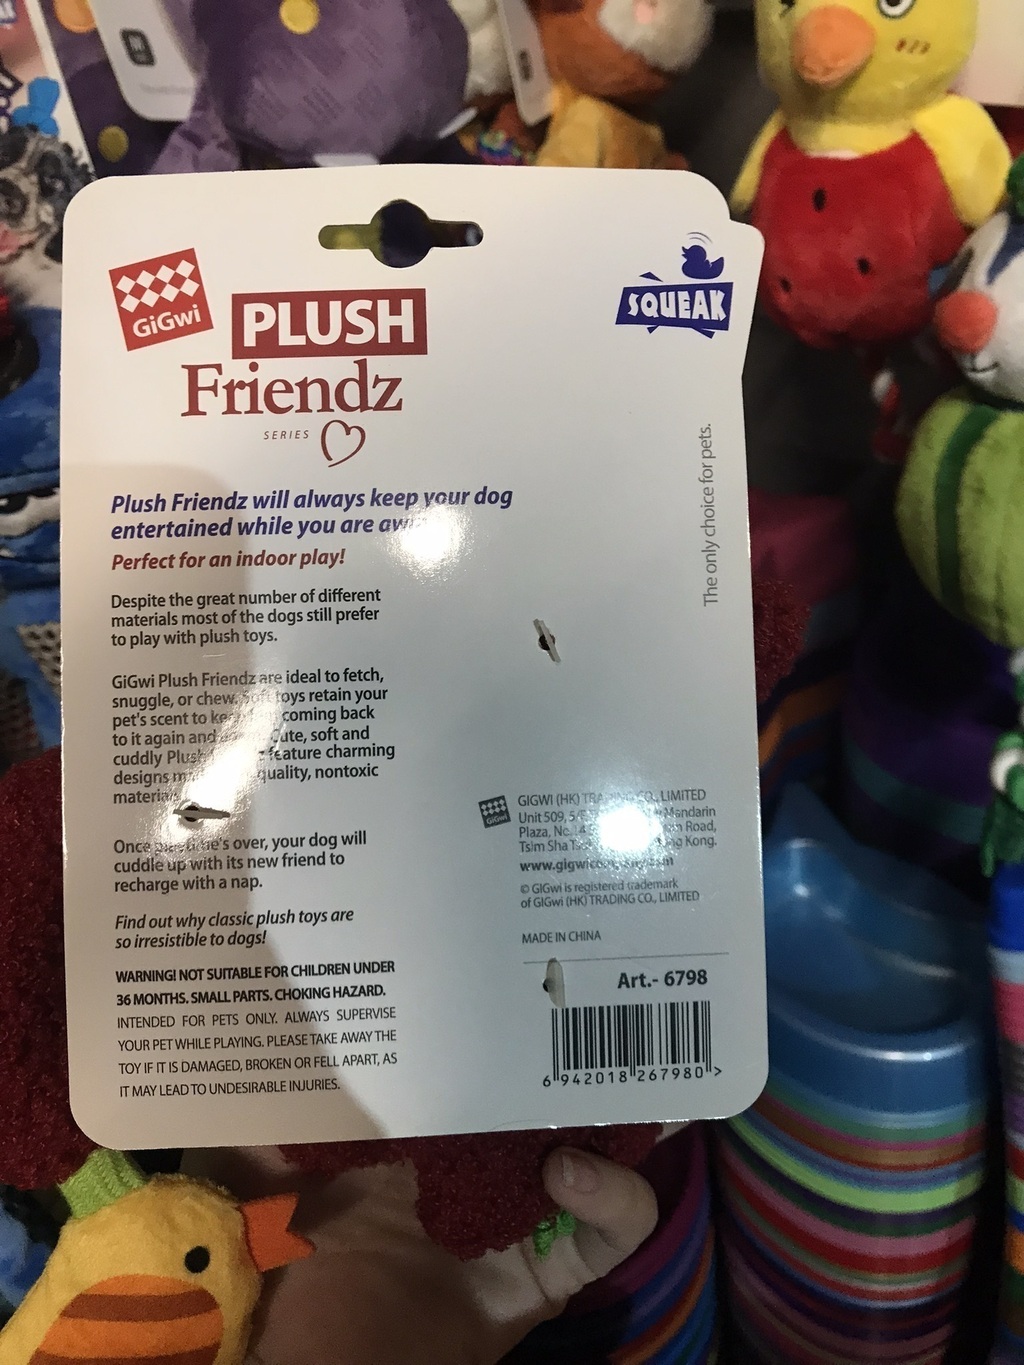 GiGwi
PLUSH
Friendz
SERIES
SQUEAK
The only choice for pets.
Plush Friendz will always keep your dog
entertained while you are
Perfect for an indoor play!
Despite the great number of different
materials most of the dogs still prefer
to play with plush toys.
GiGwi Plush Friendz are ideal to fetch,
snuggle, or chew. toys retain your
pet's scent to coming back
to it again and Cute, soft and
cuddly feature charming
designs quality, nontoxic
Once over, your dog will
cuddle up with its new friend to
recharge with a nap.
Find out why classic plush toys are
so irresistible to dogs!
WARNING! NOT SUITABLE FOR CHILDREN UNDER
36 MONTHS. SMALL PARTS. CHOKING HAZARD.
INTENDED FOR PETS ONLY. ALWAYS SUPERVISE
YOUR PET WHILE PLAYING. PLEASE TAKE AWAY THE
TOY IF IT IS DAMAGED, BROKEN OR FELL APART, AS
IT MAY LEAD TO UNDESIRABLE INJURIES.
GiGwi
GIGWI (HK) CO., LIMITED
Unit 509, Mandarin
Plaza, Road,
Tsim Sha Kong.
© GIGwi is registered trademark
of GIGwi (HK) TRADING CO., LIMITED
MADE IN CHINA
Art.- 6798
6 942018 267980 >